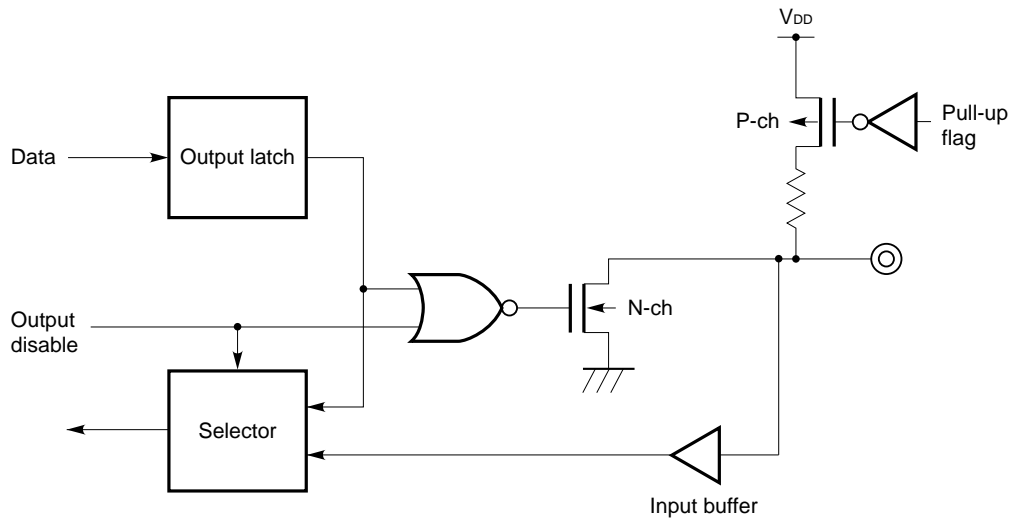 VDD
P-ch
Pull-up
flag
Data
Output latch
Output
disable
N-ch
Selector
Input buffer